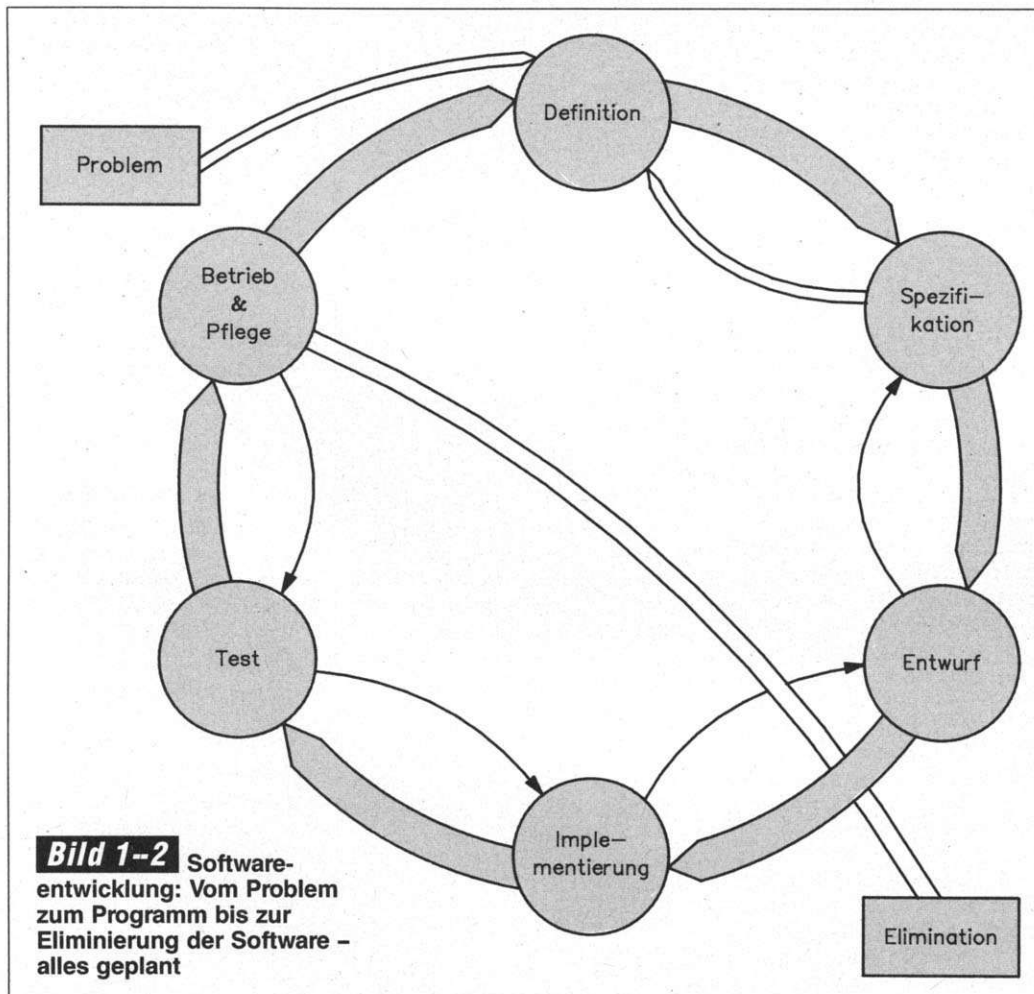 Definition
Problem
Betrieb
&
Pflege
Spezifi-
kation
Test
Entwurf
Imple-
mentierung
Bild 1--2 Software-
entwicklung: Vom Problem
zum Programm bis zur
Eliminierung der Software –
alles geplant
Elimination